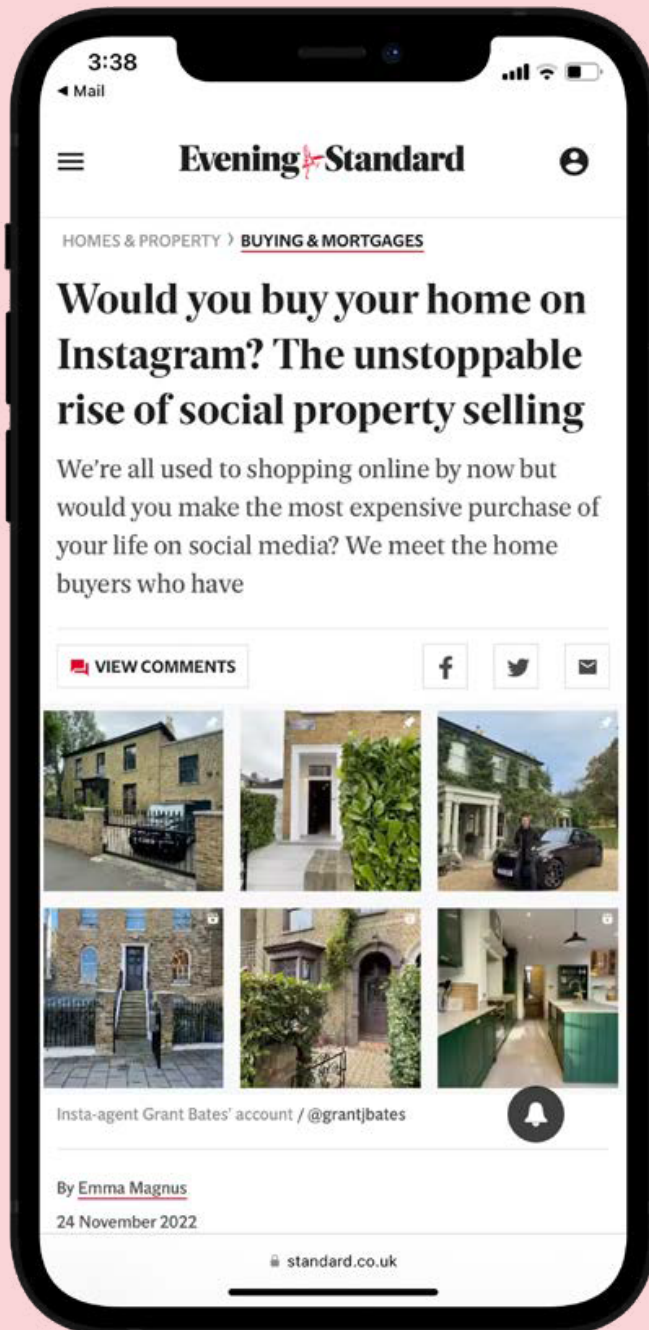 3:38
Mail
Evening Standard
HOMES & PROPERTY › BUYING & MORTGAGES
Would you buy your home on
Instagram? The unstoppable
rise of social property selling
We’re all used to shopping online by now but
would you make the most expensive purchase of
your life on social media? We meet the home
buyers who have
VIEW COMMENTS
Insta-agent Grant Bates’ account / @grantjbates
By Emma Magnus
24 November 2022
standard.co.uk